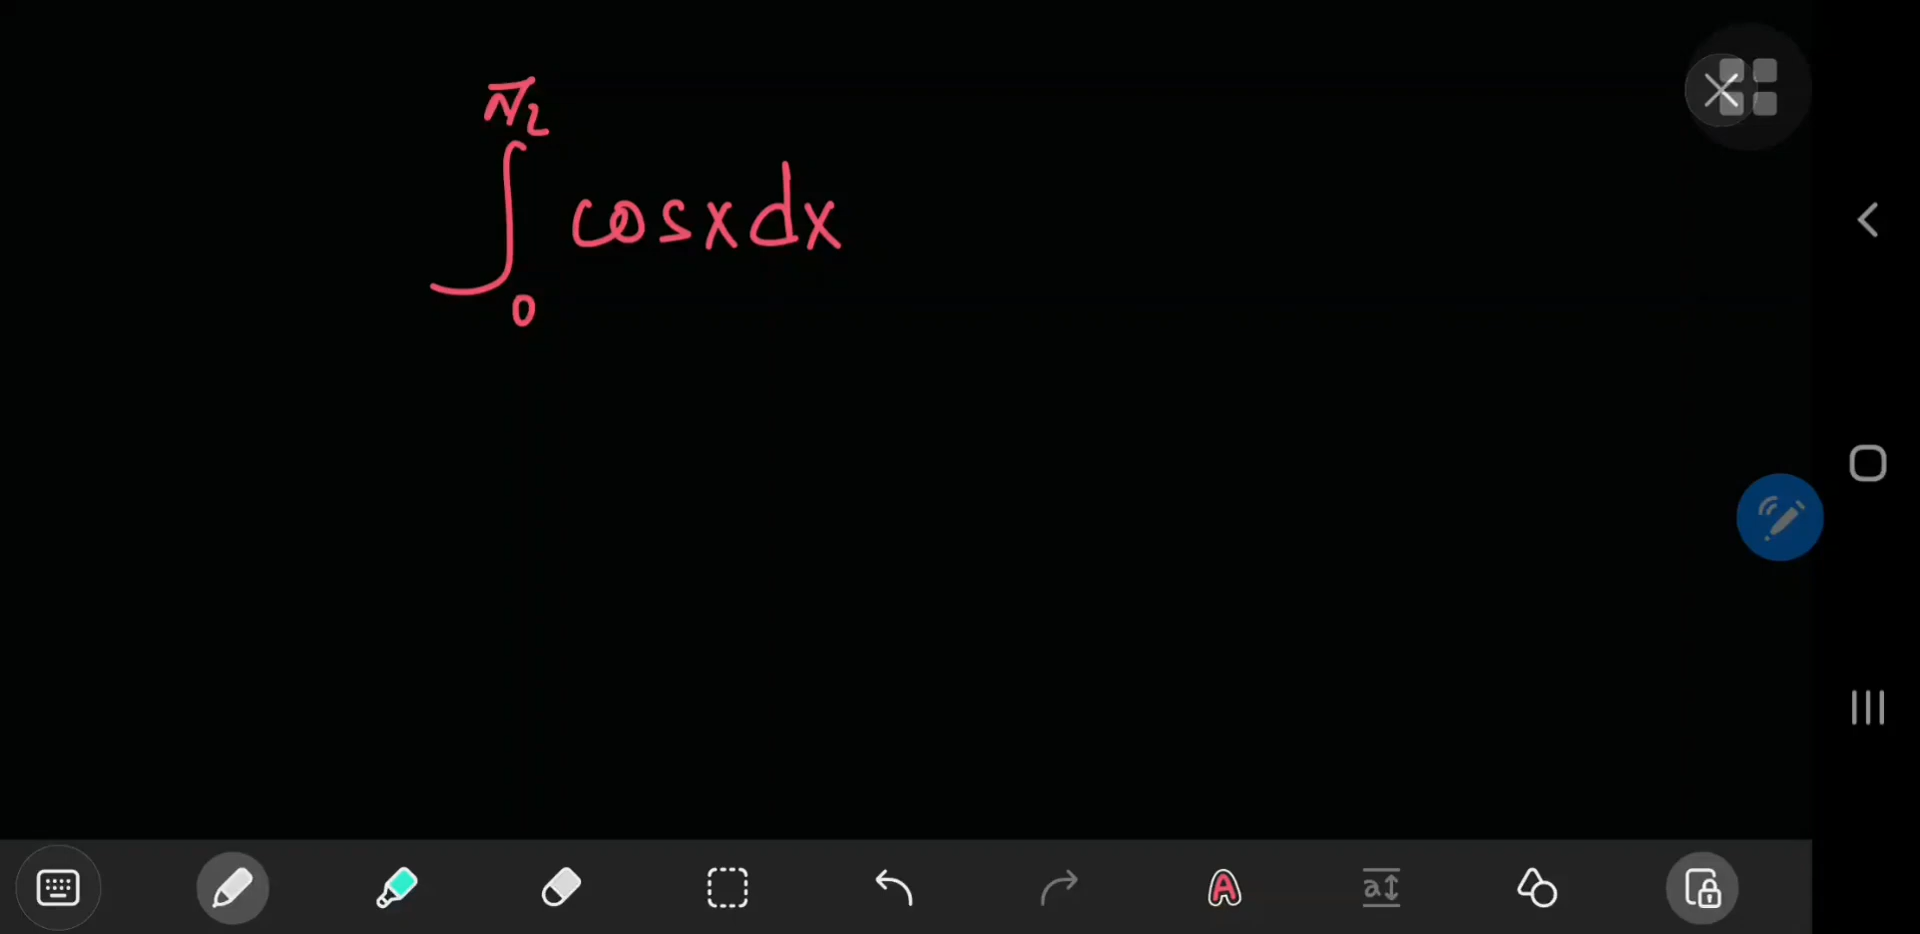 ∫₀^{π/2} cosx dx
A
a